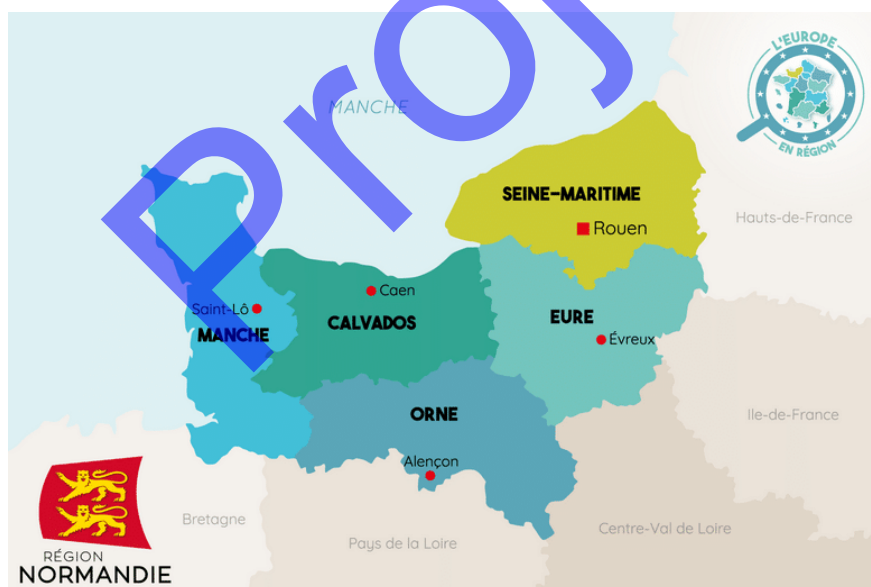 L'EUROPE
EN RÉGION
MANCHE
SEINE-MARITIME
Rouen
Hauts-de-France
Caen
Saint-Lô
MANCHE
CALVADOS
EURE
Évreux
ORNE
Ile-de-France
Alençon
Bretagne
Pays de la Loire
Centre-Val de Loire
RÉGION
NORMANDIE
Proj